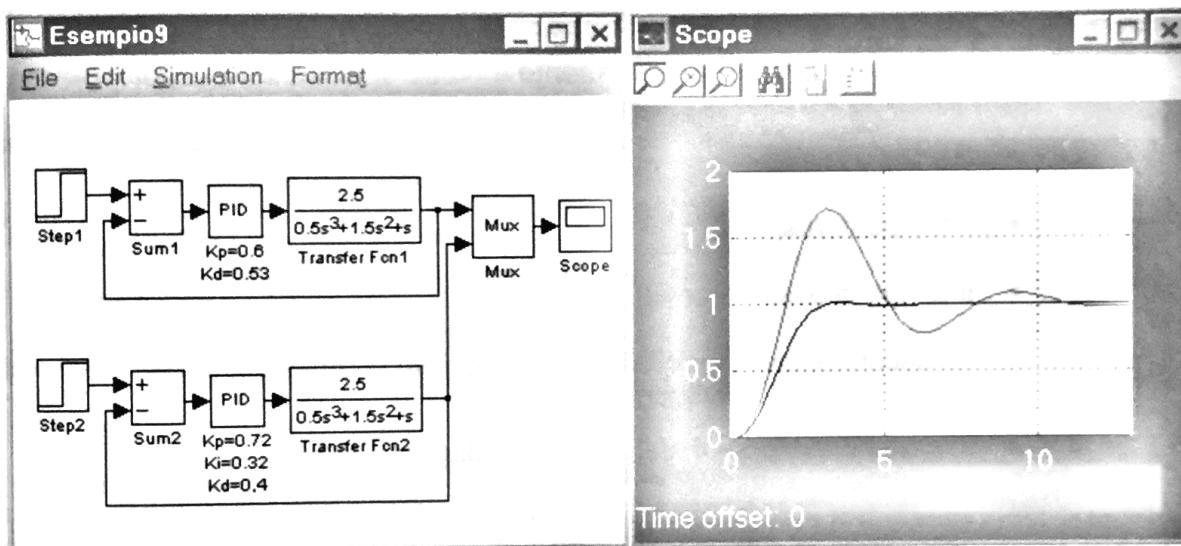 Esempio9
File Edit Simulation Format
Step1
+
−
Sum1
PID
Kp=0.6
Kd=0.53
2.5
0.5s³+1.5s²+s
Transfer Fcn1
Mux
Mux
Scope
Step2
+
−
Sum2
PID
Kp=0.72
Ki=0.32
Kd=0.4
2.5
0.5s³+1.5s²+s
Transfer Fcn2
Scope
2
1.5
1
0.5
0
0 5 10
Time offset: 0